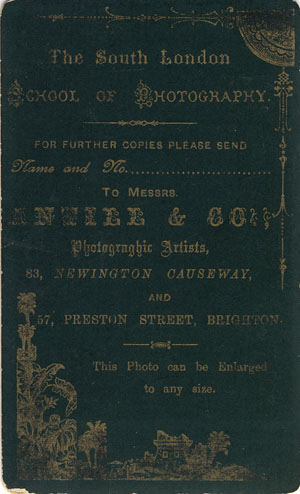 The South London
School of Photography.
FOR FURTHER COPIES PLEASE SEND
Name and No.
To Messrs.
ANTILL & CO.,
Photographic Artists,
83, NEWINGTON CAUSEWAY,
AND
57, PRESTON STREET, BRIGHTON.
This Photo can be Enlarged
to any size.